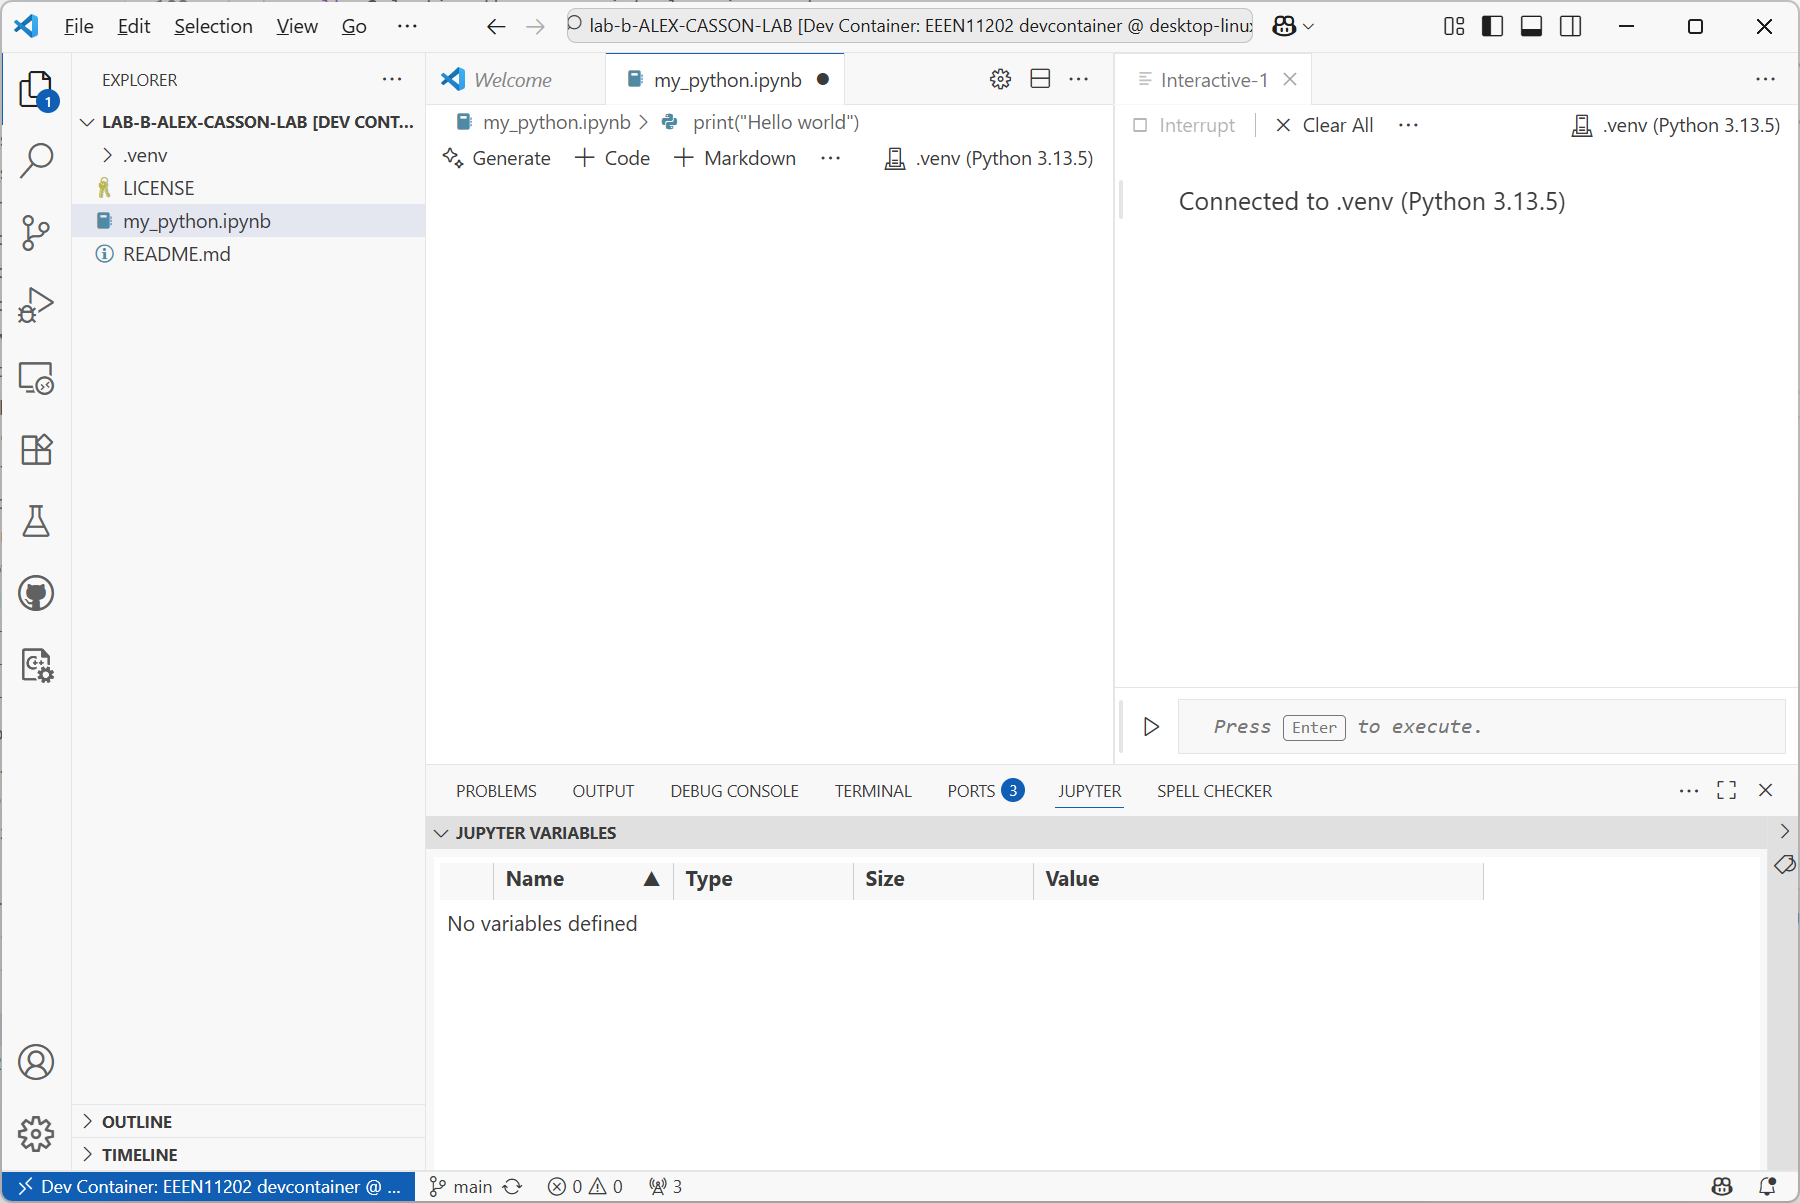 File Edit Selection View Go ···
lab-b-ALEX-CASSON-LAB [Dev Container: EEEN11202 devcontainer @ desktop-linux
EXPLORER
1
LAB-B-ALEX-CASSON-LAB [DEV CONT...
.venv
LICENSE
my_python.ipynb
README.md
OUTLINE
TIMELINE
Welcome
my_python.ipynb
my_python.ipynb > print("Hello world")
Generate + Code + Markdown ··· .venv (Python 3.13.5)
Interactive-1
Interrupt Clear All ··· .venv (Python 3.13.5)
Connected to .venv (Python 3.13.5)
Press Enter to execute.
PROBLEMS OUTPUT DEBUG CONSOLE TERMINAL PORTS 3 JUPYTER SPELL CHECKER
JUPYTER VARIABLES
Name Type Size Value
No variables defined
Dev Container: EEEN11202 devcontainer @ ... main 0 0 3